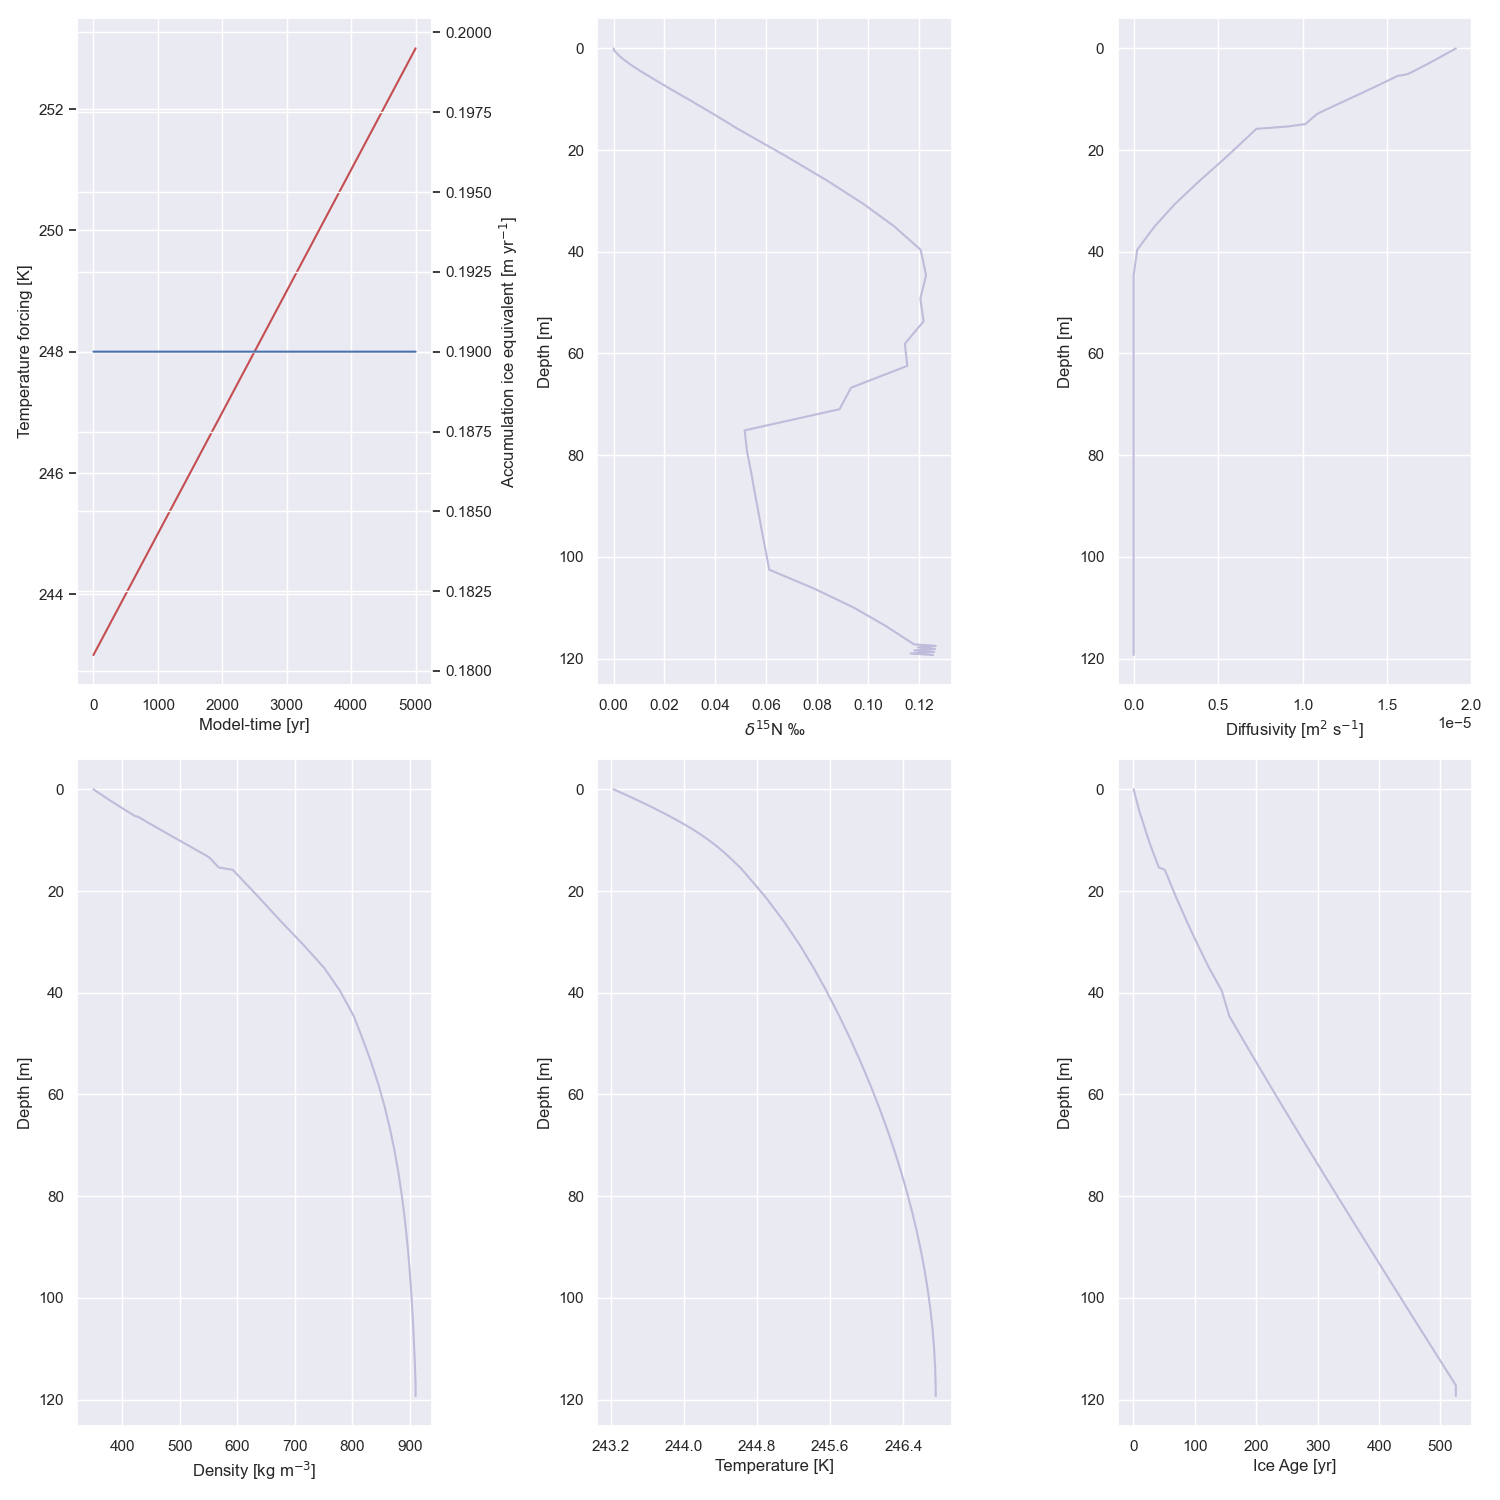 252
250
248
246
244
Temperature forcing [K]
0.2000
0.1975
0.1950
0.1925
0.1900
0.1875
0.1850
0.1825
0.1800
Accumulation ice equivalent [m yr⁻¹]
0 1000 2000 3000 4000 5000
Model-time [yr]
0
20
40
60
80
100
120
Depth [m]
0.00 0.02 0.04 0.06 0.08 0.10 0.12
δ¹⁵N ‰
0
20
40
60
80
100
120
Depth [m]
0.0 0.5 1.0 1.5 2.0
1e−5
Diffusivity [m² s⁻¹]
0
20
40
60
80
100
120
Depth [m]
400 500 600 700 800 900
Density [kg m⁻³]
0
20
40
60
80
100
120
Depth [m]
243.2 244.0 244.8 245.6 246.4
Temperature [K]
0
20
40
60
80
100
120
Depth [m]
0 100 200 300 400 500
Ice Age [yr]